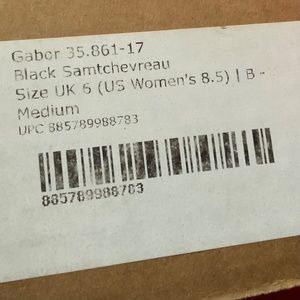 Gabor 35.861-17
Black Samtchevreau
Size UK 6 (US Women's 8.5) | B -
Medium
UPC 885789988783
885789988783